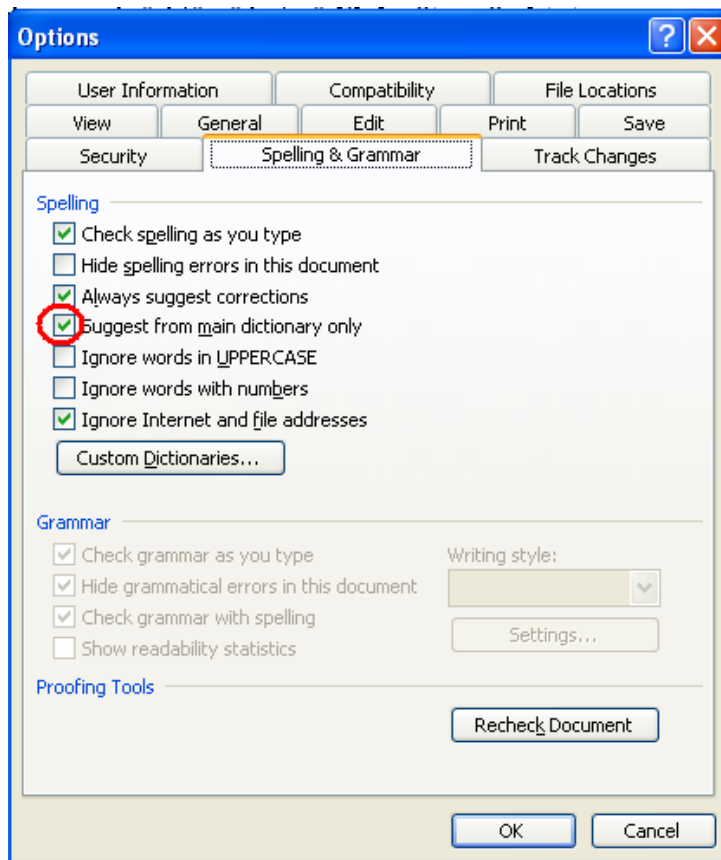 Options
User Information Compatibility File Locations
View General Edit Print Save
Security Spelling & Grammar Track Changes
Spelling
Check spelling as you type
Hide spelling errors in this document
Always suggest corrections
Suggest from main dictionary only
Ignore words in UPPERCASE
Ignore words with numbers
Ignore Internet and file addresses
Custom Dictionaries...
Grammar
Check grammar as you type Writing style:
Hide grammatical errors in this document
Check grammar with spelling
Settings...
Show readability statistics
Proofing Tools
Recheck Document
OK Cancel